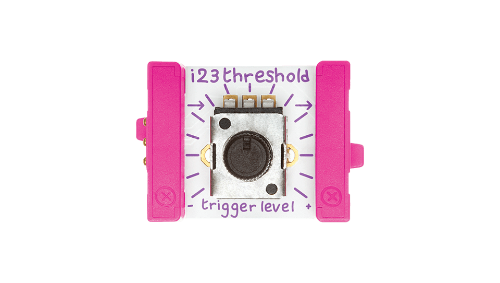 i23 threshold
- trigger level +